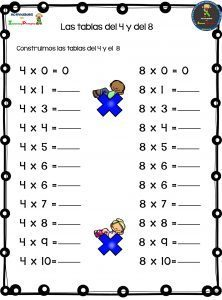 Las tablas del 4 y del 8
Construimos las tablas del 4 y el 8
4 x 0 = 0
4 x 1 =____
4 x 3 =____
4 x 4 =____
4 x 5 =____
4 x 6 =____
4 x 6 =____
4 x 7 =____
4 x 8 =____
4 x 9 =____
4 x 10=____
8 x 0 = 0
8 x 1 =____
8 x 3 =____
8 x 4 =____
8 x 5 =____
8 x 6 =____
8 x 6 =____
8 x 7 =____
8 x 8 =____
8 x 9 =____
8 x 10=____